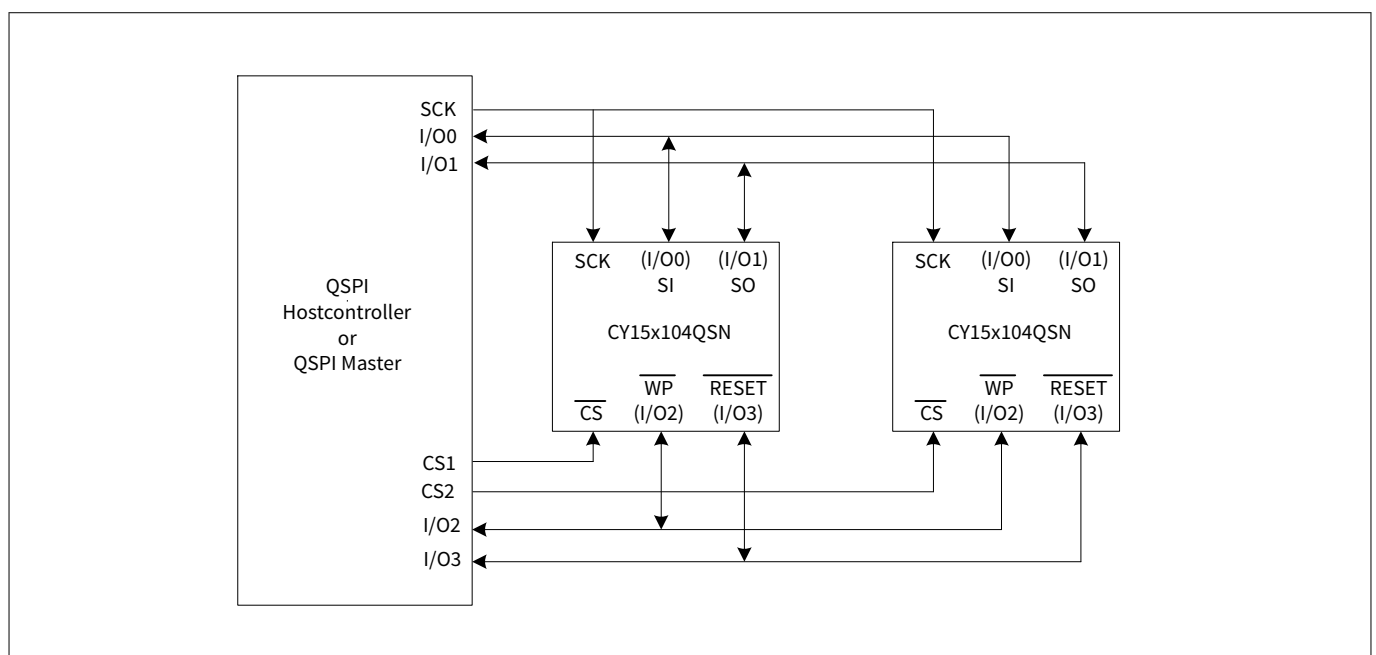 SCK
I/O0
I/O1
QSPI
Hostcontroller
or
QSPI Master
CS1
CS2
I/O2
I/O3
SCK (I/O0) (I/O1)
SI SO
CY15x104QSN
WP RESET
CS (I/O2) (I/O3)
SCK (I/O0) (I/O1)
SI SO
CY15x104QSN
WP RESET
CS (I/O2) (I/O3)